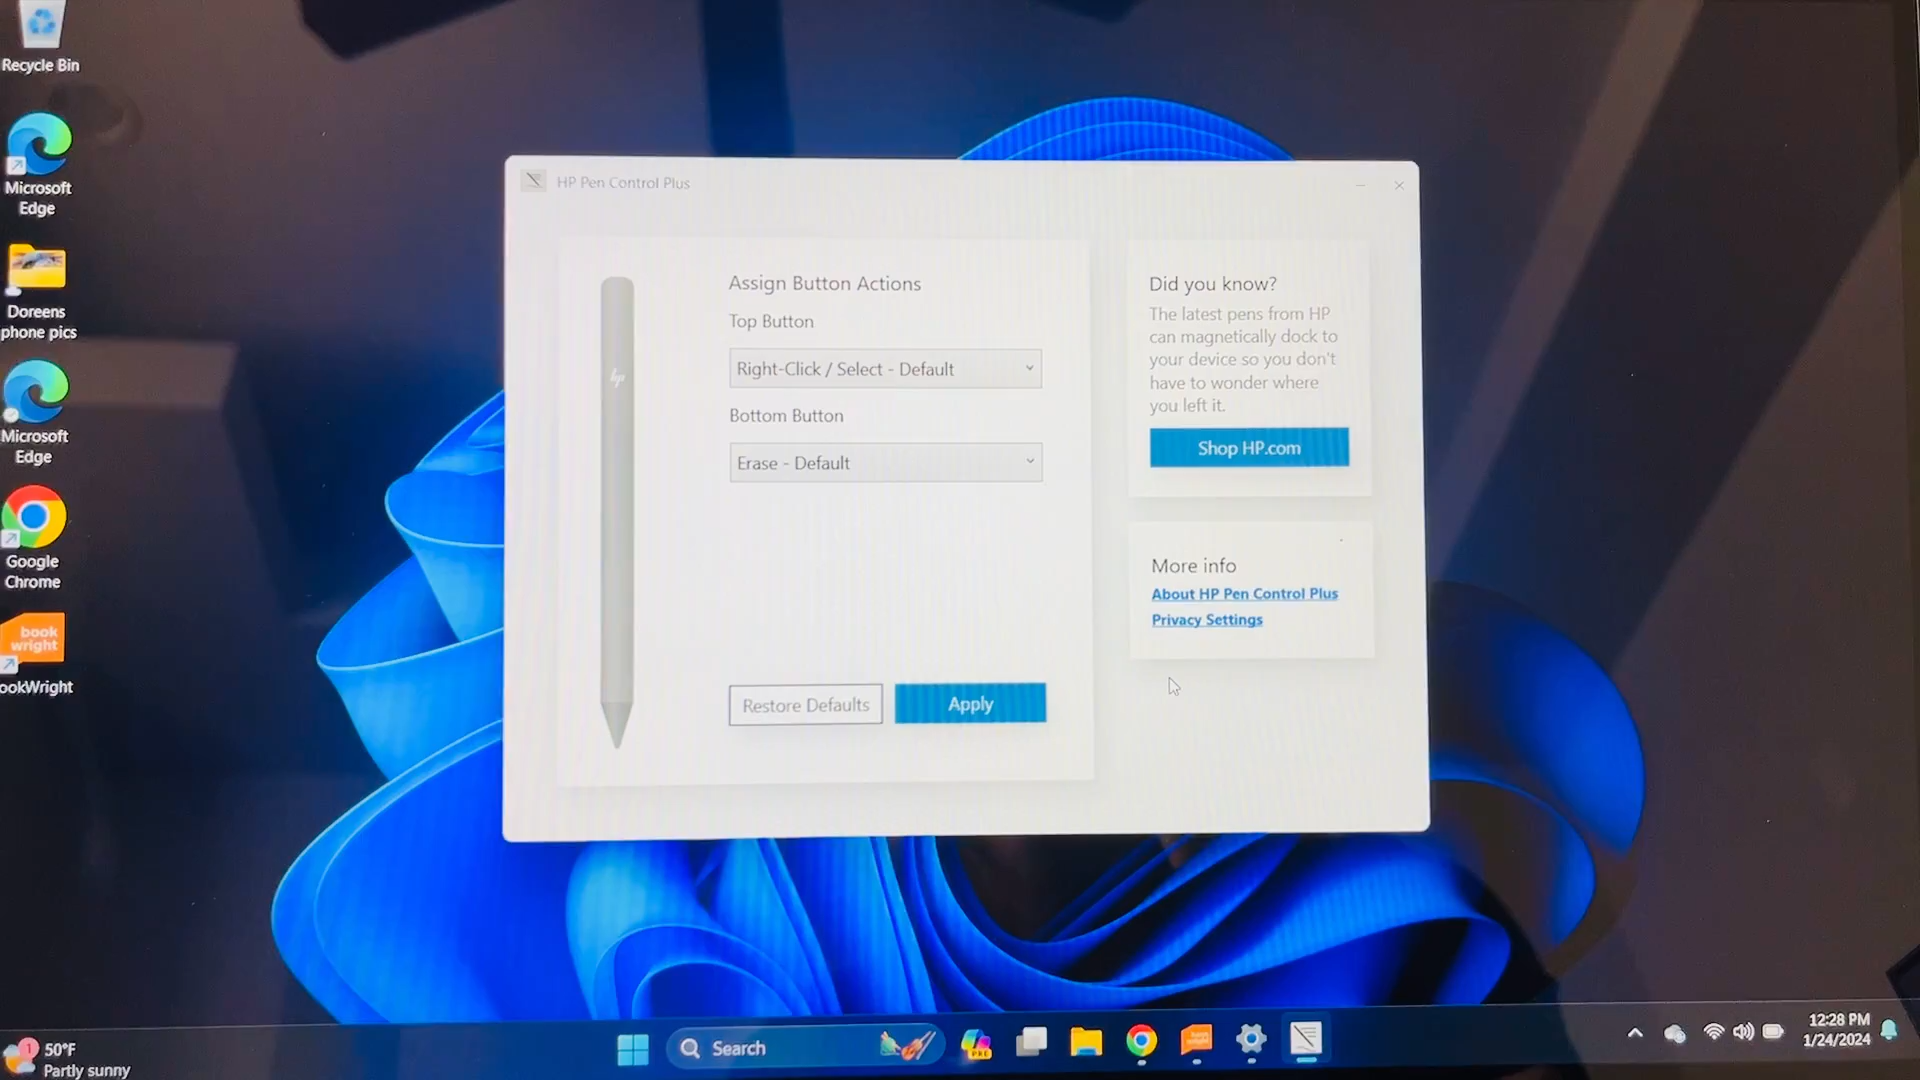 Recycle Bin
Microsoft
Edge
Doreens
phone pics
Microsoft
Edge
Google
Chrome
book
wright
ookWright
HP Pen Control Plus
hp
Assign Button Actions
Top Button
Right-Click / Select - Default
Bottom Button
Erase - Default
Restore Defaults
Apply
Did you know?
The latest pens from HP
can magnetically dock to
your device so you don't
have to wonder where
you left it.
Shop HP.com
More info
About HP Pen Control Plus
Privacy Settings
1
50°F
Partly sunny
Search
PRE
12:28 PM
1/24/2024